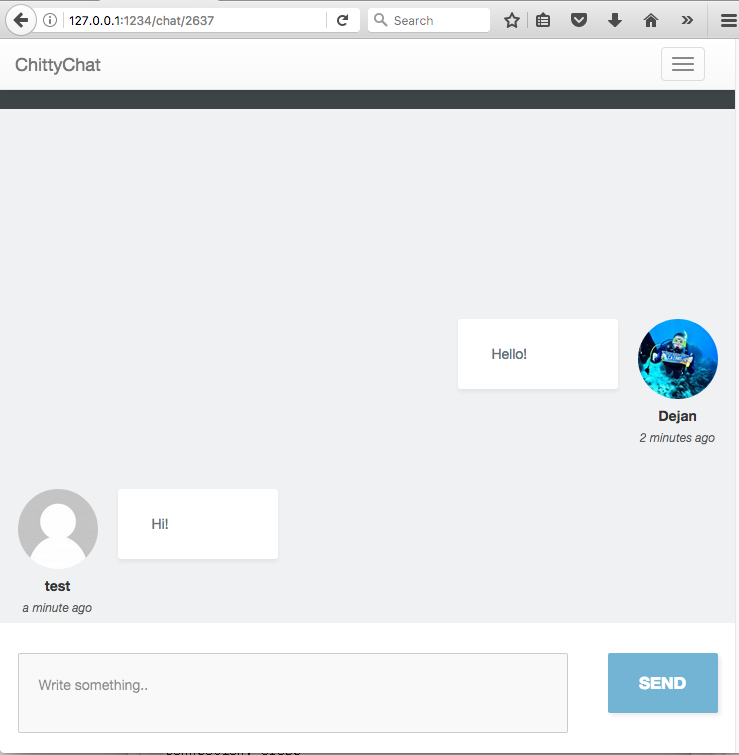 127.0.0.1:1234/chat/2637
Search
ChittyChat
Hello!
Dejan
2 minutes ago
Hi!
test
a minute ago
Write something..
SEND